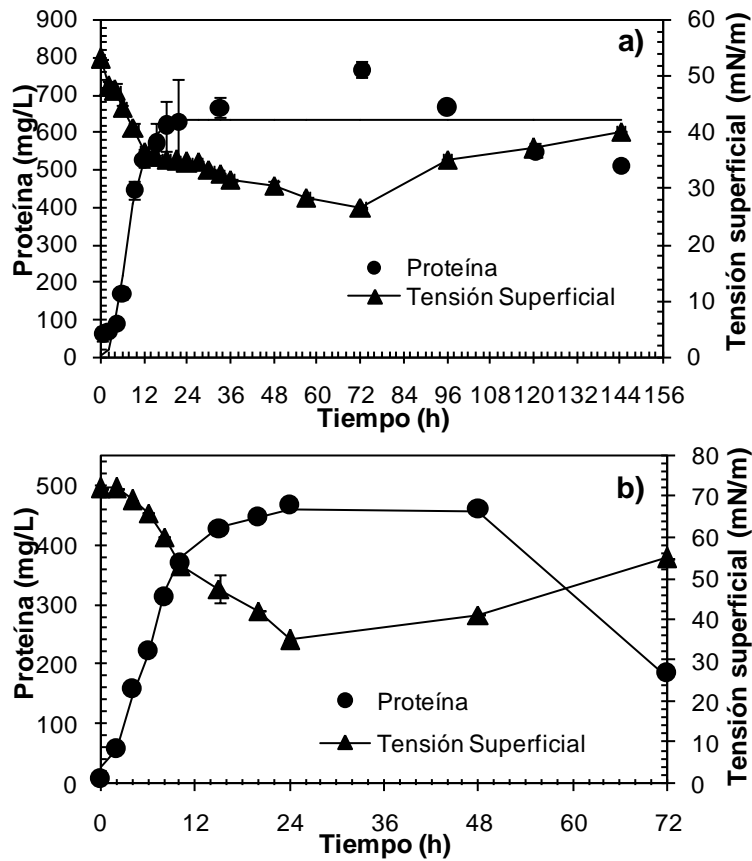 a)
Proteína (mg/L)
900
800
700
600
500
400
300
200
100
0
Proteína
Tensión Superficial
60
50
40
30
20
10
0
Tensión superficial (mN/m)
0 12 24 36 48 60 72 84 96 108 120 132 144 156
Tiempo (h)
b)
Proteína (mg/L)
500
400
300
200
100
0
Proteína
Tensión Superficial
80
70
60
50
40
30
20
10
0
Tensión superficial (mN/m)
0 12 24 36 48 60 72
Tiempo (h)